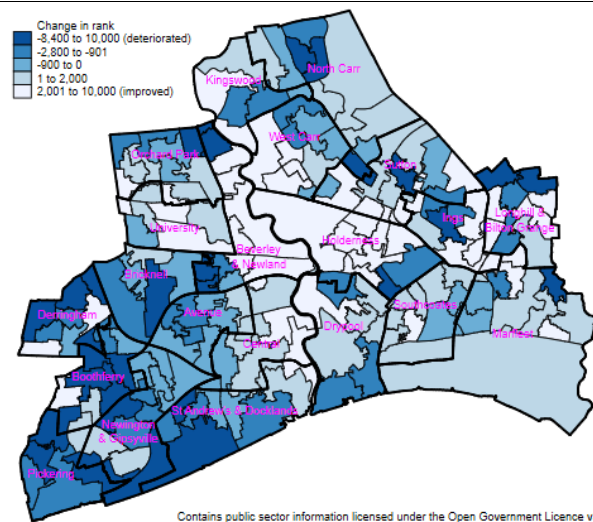 Change in rank
-8,400 to 10,000 (deteriorated)
-2,800 to -901
-900 to 0
1 to 2,000
2,001 to 10,000 (improved)
North Carr
Kingswood
West Carr
Orchard Park
Sutton
University
Ings
Longhill &
Bilton Grange
Holderness
Beverley
& Newland
Bricknell
Derringham
Avenue
Southcoates
Drypool
Marfleet
Central
Boothferry
St Andrews & Docklands
Newington
& Gipsyville
Pickering
Contains public sector information licensed under the Open Government Licence v